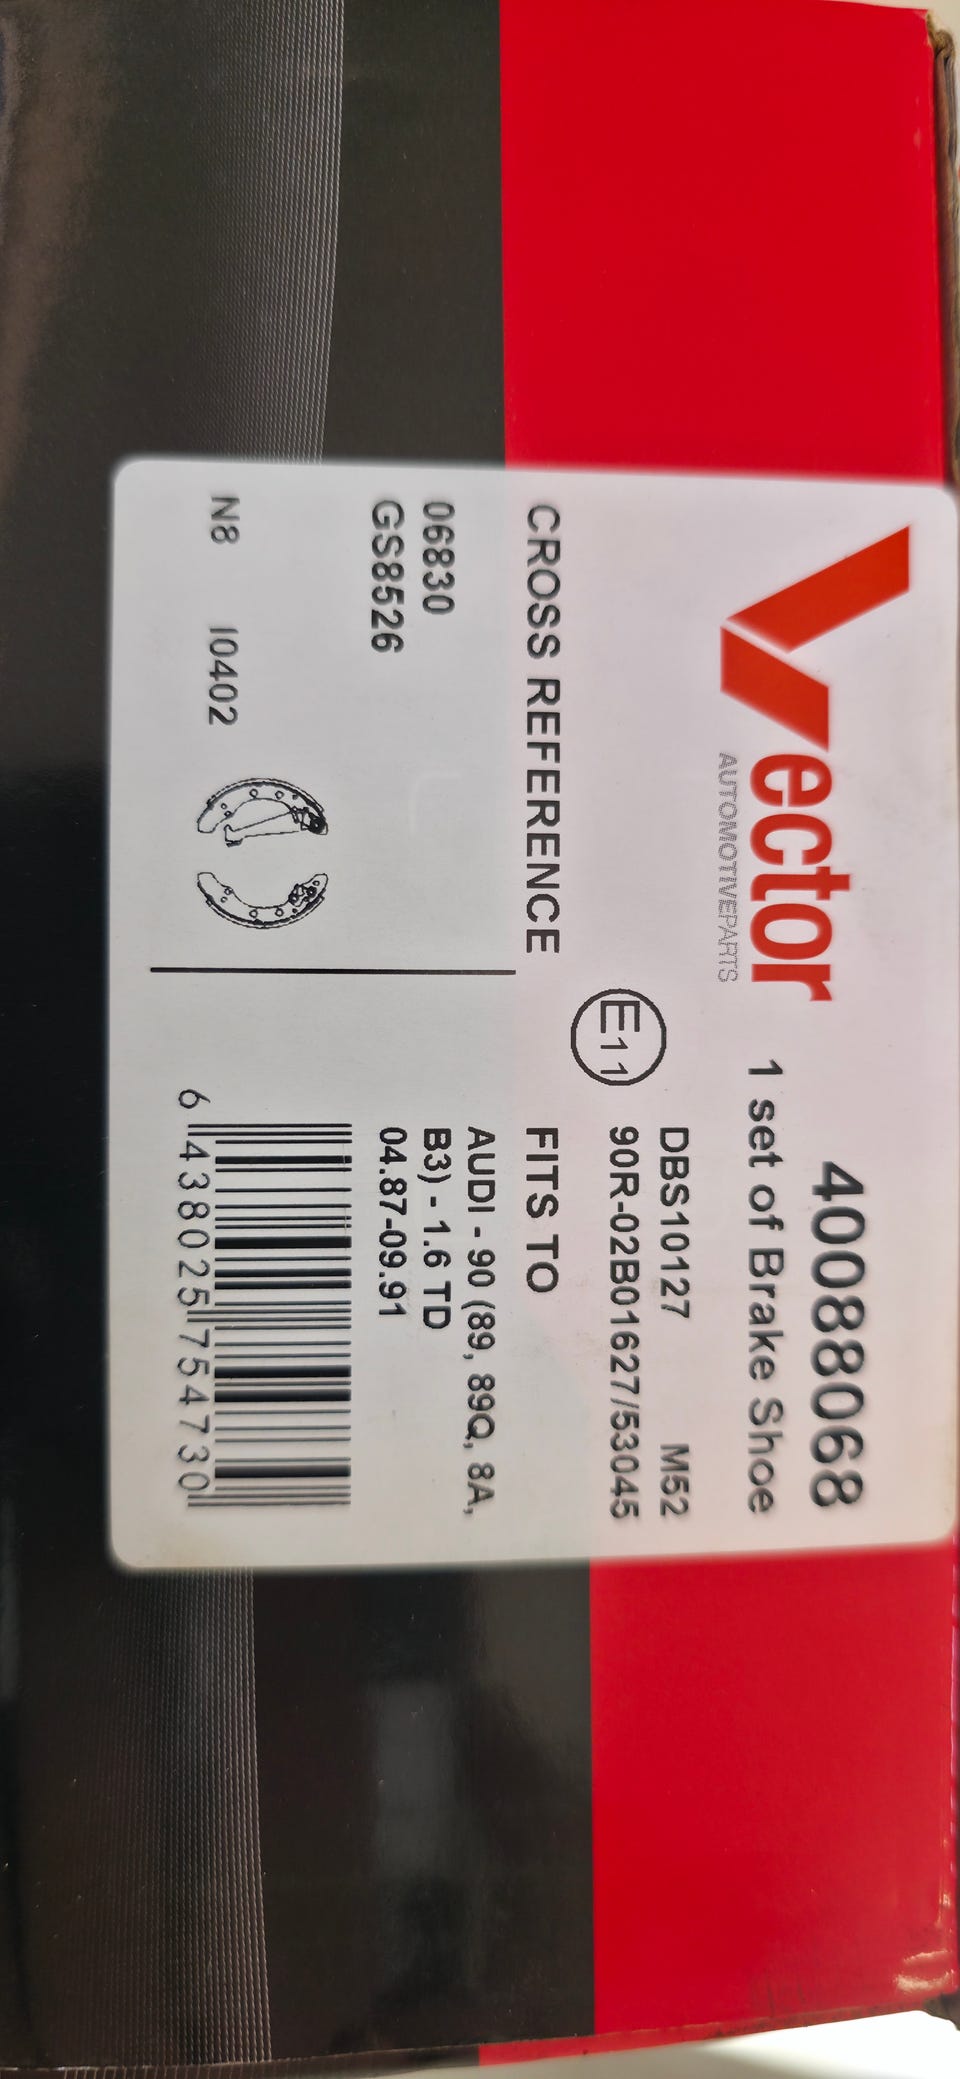 Vector
AUTOMOTIVEPARTS
40088068
1 set of Brake Shoe
DBS10127 M52
E11 90R-02B01627/53045
CROSS REFERENCE
06830
GS8526
N8 I0402
FITS TO
AUDI - 90 (89, 89Q, 8A,
B3) - 1.6 TD
04.87-09.91
6 438025 754730